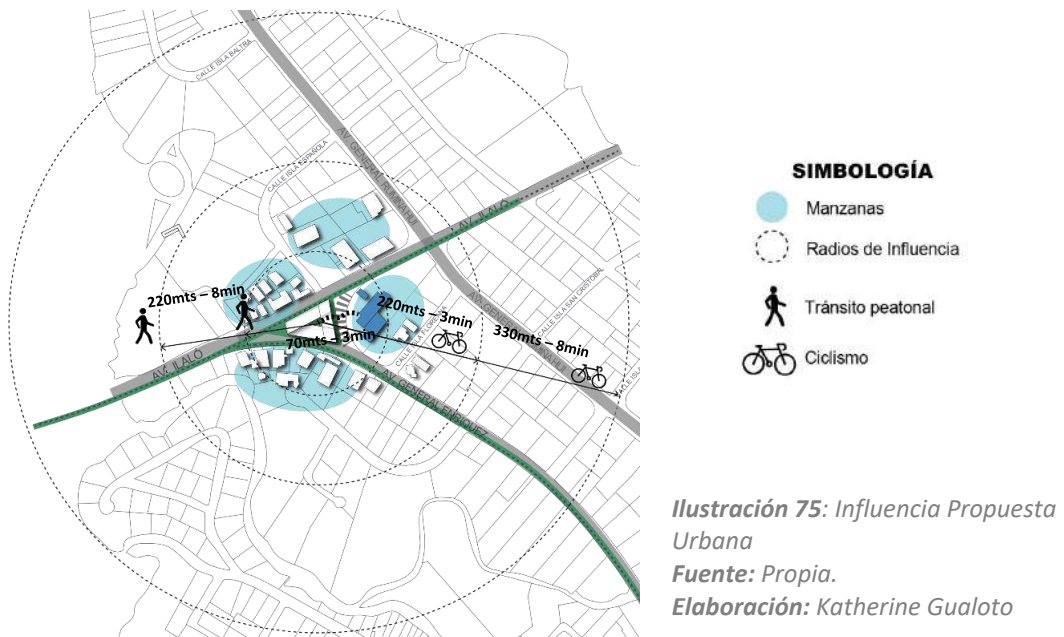 CALLE ISLA BALTRA
AV. GENERAL RUMIÑAHUI
CALLE ISLA ESPAÑOLA
AV. ILALÓ
220mts – 8min
220mts – 3min
CALLE ISLA SAN CRISTOBAL
330mts – 8min
70mts – 3min
AV. ILALO
AV. GENERAL ENRIQUEZ
SIMBOLOGÍA
Manzanas
Radios de Influencia
Tránsito peatonal
Ciclismo
Ilustración 75: Influencia Propuesta
Urbana
Fuente: Propia.
Elaboración: Katherine Gualoto